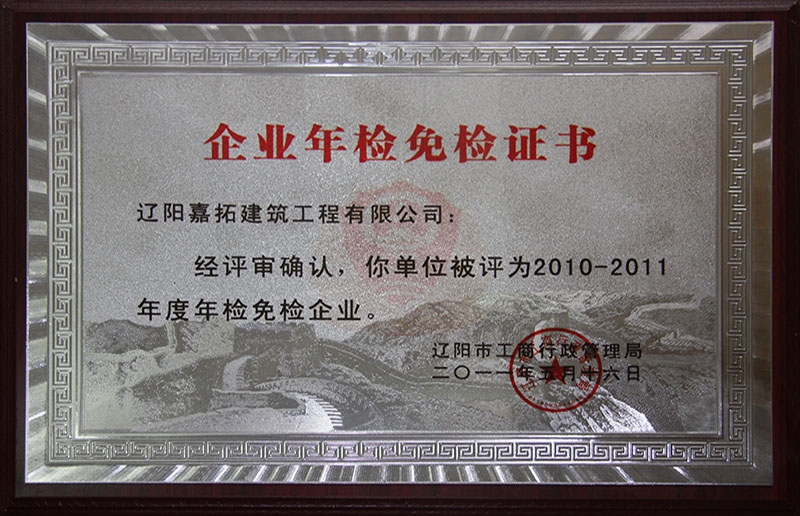 企业年检免检证书
辽阳嘉拓建筑工程有限公司：
经评审确认，你单位被评为2010-2011
年度年检免检企业。
辽阳市工商行政管理局
二〇一一年五月十六日